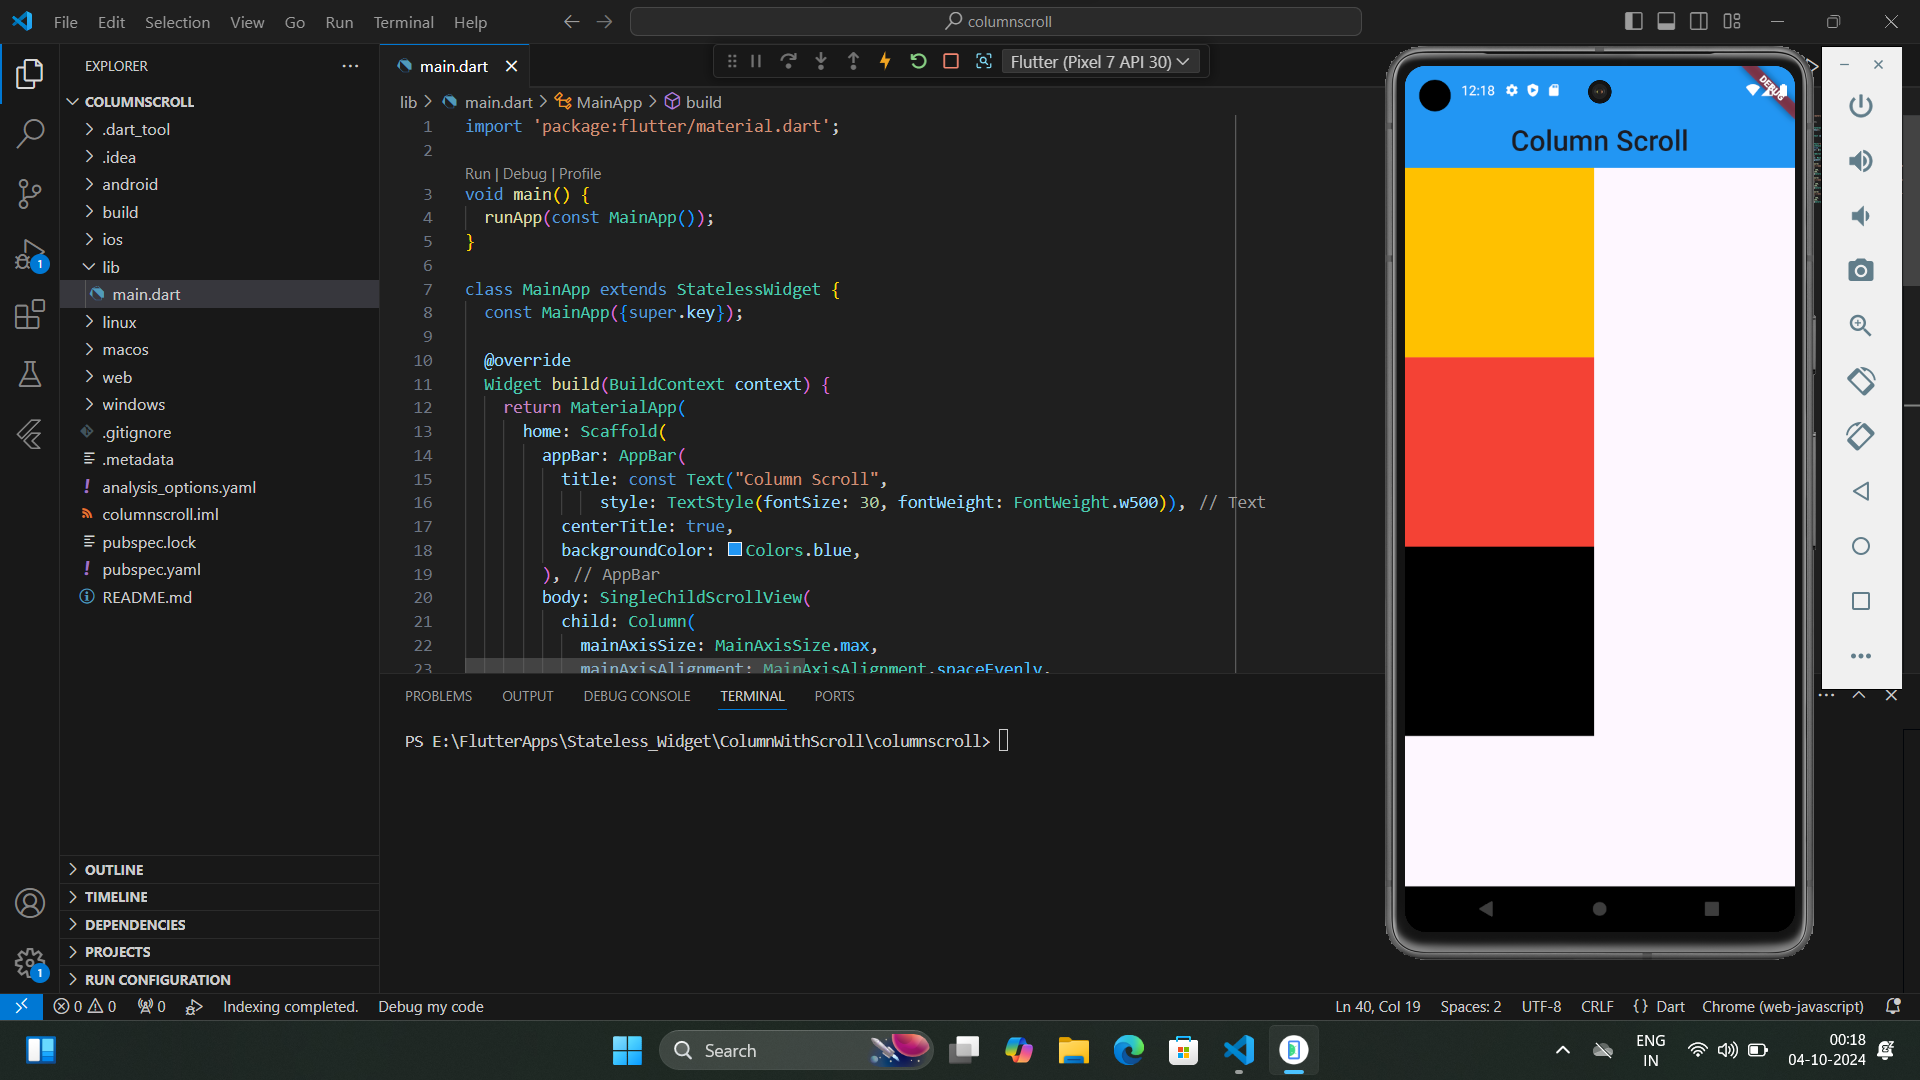 File Edit Selection View Go Run Terminal Help
columnscroll
EXPLORER
COLUMNSCROLL
.dart_tool
.idea
android
build
ios
lib
main.dart
linux
macos
web
windows
.gitignore
.metadata
analysis_options.yaml
columnscroll.iml
pubspec.lock
pubspec.yaml
README.md
OUTLINE
TIMELINE
DEPENDENCIES
PROJECTS
RUN CONFIGURATION
main.dart
Flutter (Pixel 7 API 30)
lib > main.dart > MainApp > build
1 import 'package:flutter/material.dart';
2
Run | Debug | Profile
3 void main() {
4 runApp(const MainApp());
5 }
6
7 class MainApp extends StatelessWidget {
8 const MainApp({super.key});
9
10 @override
11 Widget build(BuildContext context) {
12 return MaterialApp(
13 home: Scaffold(
14 appBar: AppBar(
15 title: const Text("Column Scroll",
16 style: TextStyle(fontSize: 30, fontWeight: FontWeight.w500)), // Text
17 centerTitle: true,
18 backgroundColor: Colors.blue,
19 ), // AppBar
20 body: SingleChildScrollView(
21 child: Column(
22 mainAxisSize: MainAxisSize.max,
23 mainAxisAlignment: MainAxisAlignment.spaceEvenly,
PROBLEMS OUTPUT DEBUG CONSOLE TERMINAL PORTS
PS E:\FlutterApps\Stateless_Widget\ColumnWithScroll\columnscroll>
12:18
DEBUG
Column Scroll
1
1
0 0 0 Indexing completed. Debug my code
Ln 40, Col 19 Spaces: 2 UTF-8 CRLF {} Dart Chrome (web-javascript)
Search
ENG
IN
00:18
04-10-2024